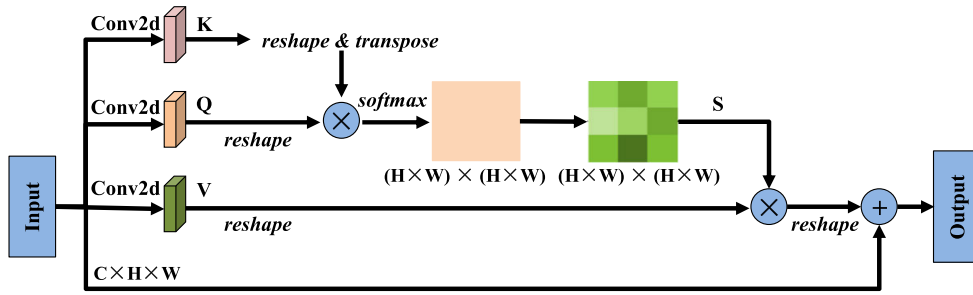 Conv2d K
reshape & transpose
Conv2d Q
reshape
×
softmax
S
(H×W) × (H×W) (H×W) × (H×W)
Input
Conv2d V
reshape
×
reshape
+
Output
C×H×W